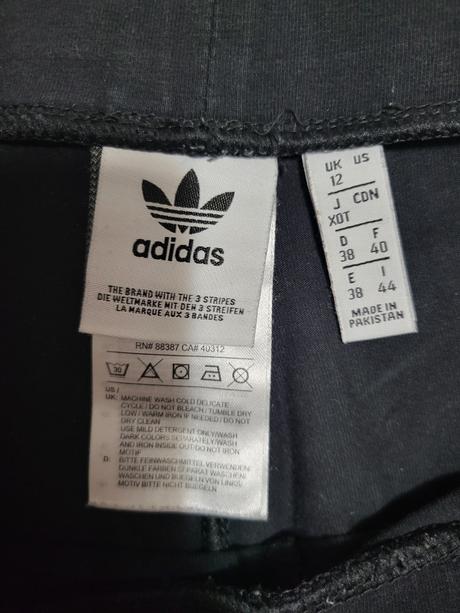 adidas
THE BRAND WITH THE 3 STRIPES
DIE WELTMARKE MIT DEN 3 STREIFEN
LA MARQUE AUX 3 BANDES
RN# 88387 CA# 40312
30
US /
UK: MACHINE WASH COLD DELICATE
CYCLE / DO NOT BLEACH / TUMBLE DRY
LOW / WARM IRON IF NEEDED / DO NOT
DRY CLEAN
USE MILD DETERGENT ONLY/WASH
DARK COLORS SEPARATELY/WASH
AND IRON INSIDE OUT/DO NOT IRON
MOTIF
D: BITTE FEINWASCHMITTEL VERWENDEN/
DUNKLE FARBEN SEPARAT WASCHEN/
WASCHEN UND BUEGELN VON LINKS/
MOTIV BITTE NICHT BUEGELN
UK US
12
J CDN
XOT
D F
38 40
E I
38 44
MADE IN
PAKISTAN